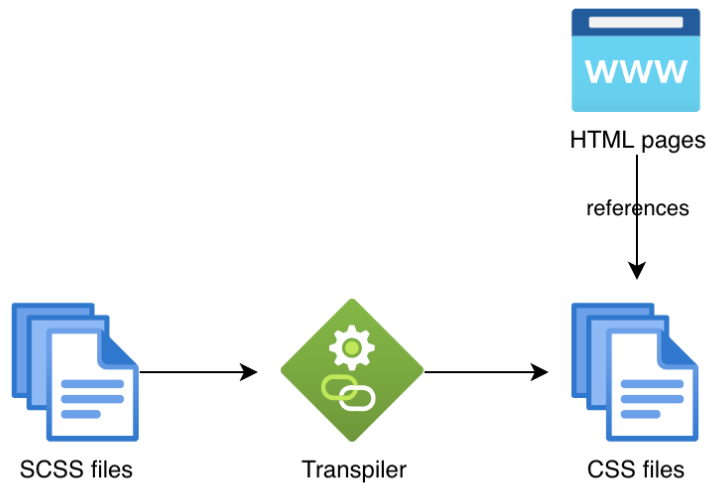 www
HTML pages
references
SCSS files
Transpiler
CSS files